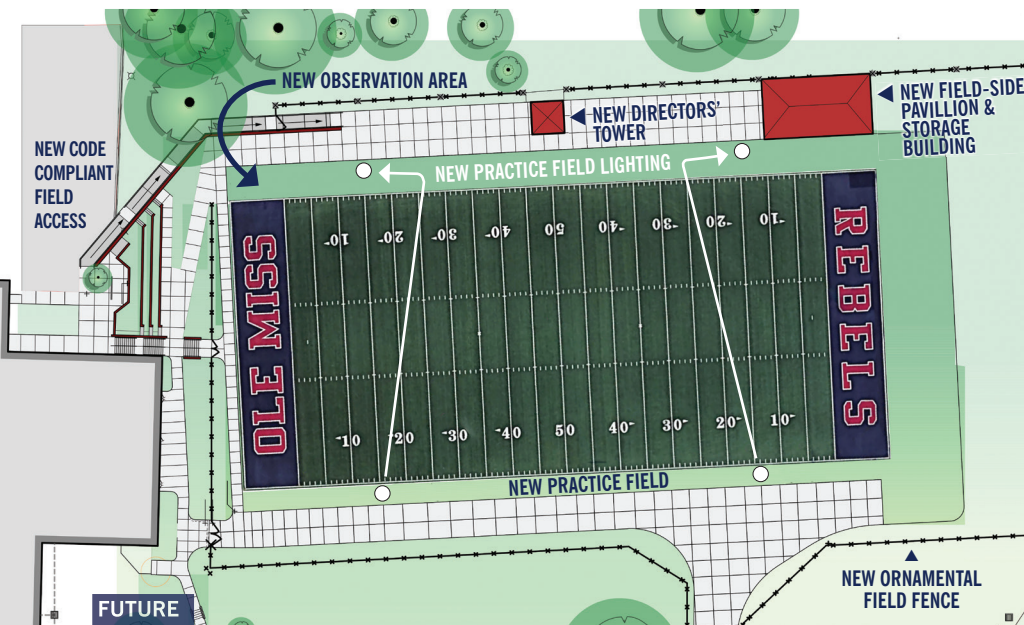 NEW OBSERVATION AREA
NEW DIRECTORS'
TOWER
NEW FIELD-SIDE
PAVILION &
STORAGE
BUILDING
NEW CODE
COMPLIANT
FIELD
ACCESS
NEW PRACTICE FIELD LIGHTING
10 20 30 40 50 40 30 20 10
OLE MISS
REBELS
10 20 30 40 50 40 30 20 10
NEW PRACTICE FIELD
NEW ORNAMENTAL
FIELD FENCE
FUTURE